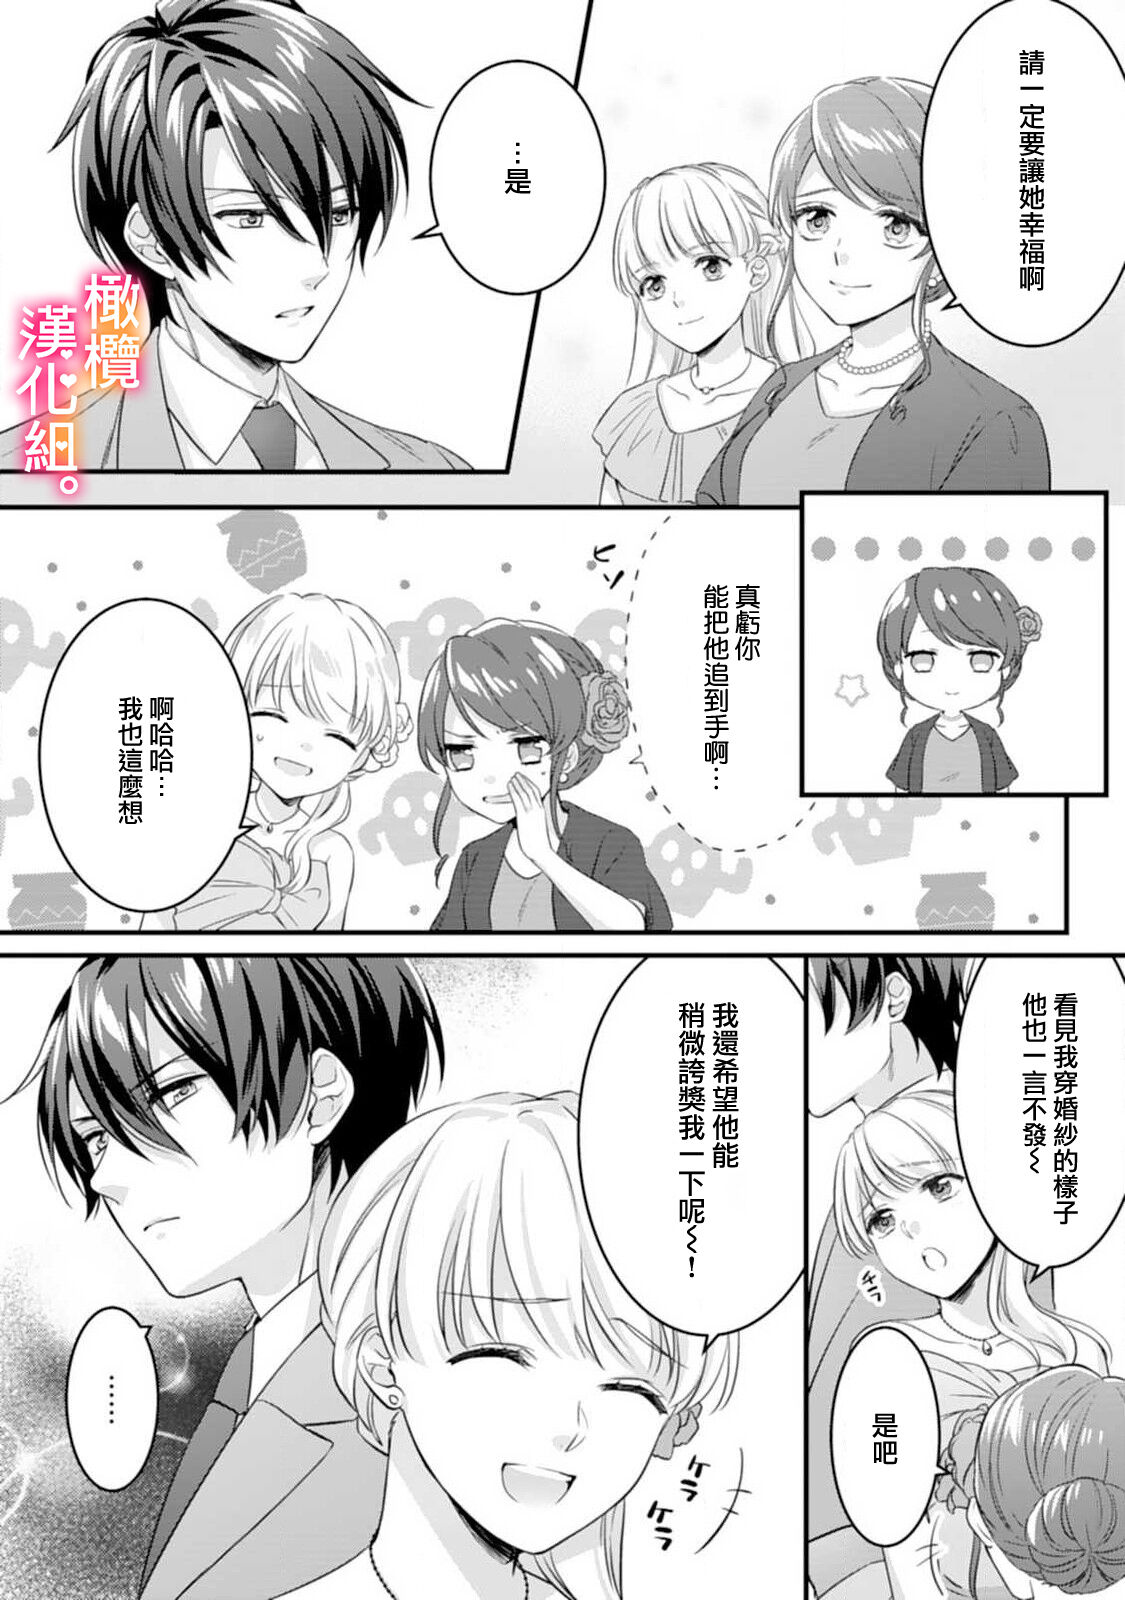 請一定要讓她幸福啊
…是
橄欖
漢化組。
ヒソ
真虧你
能把他追到手啊…
啊哈哈…
我也這麼想
看見我穿婚紗的樣子
他也一言不發~
チラ
是吧
我還希望他能
稍微誇獎我一下呢~！
ケラ
ケラ
……